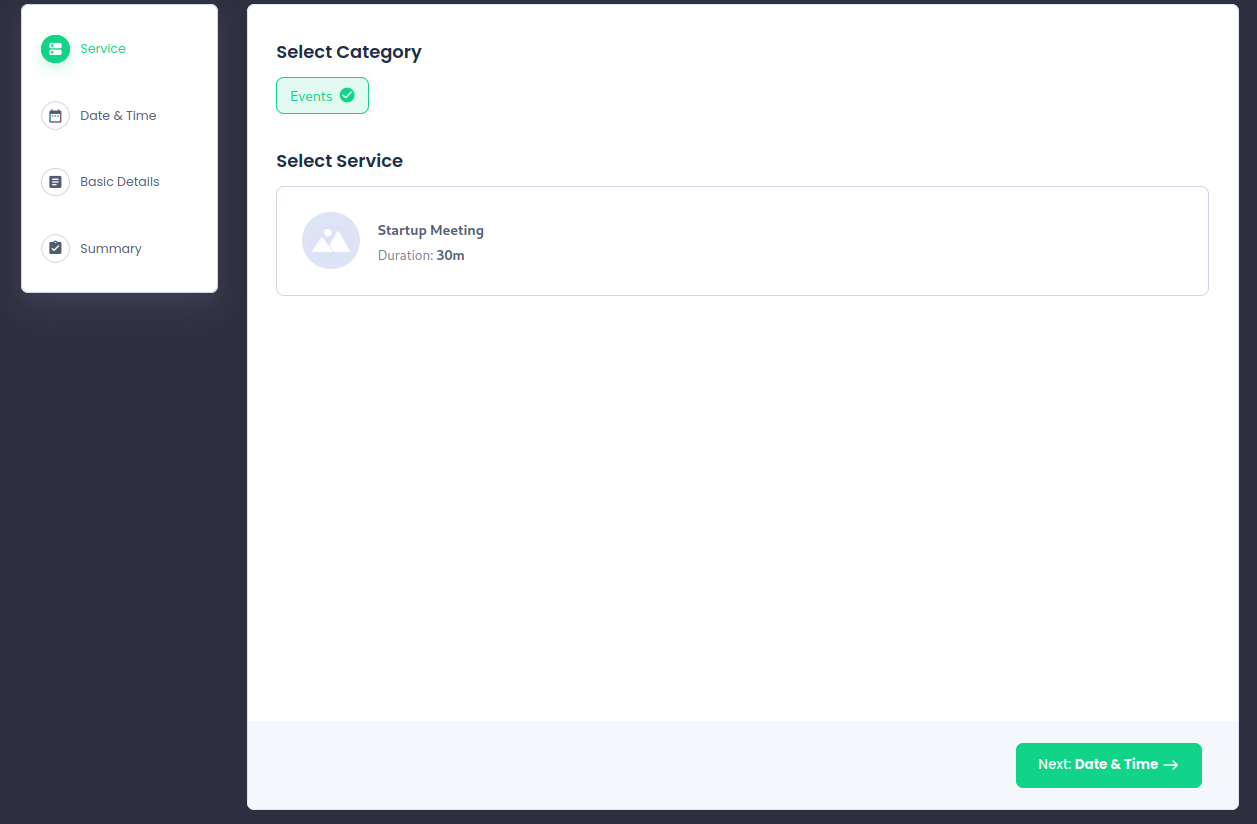 Service
Date & Time
Basic Details
Summary
Select Category
Events
Select Service
Startup Meeting
Duration: 30m
Next: Date & Time →